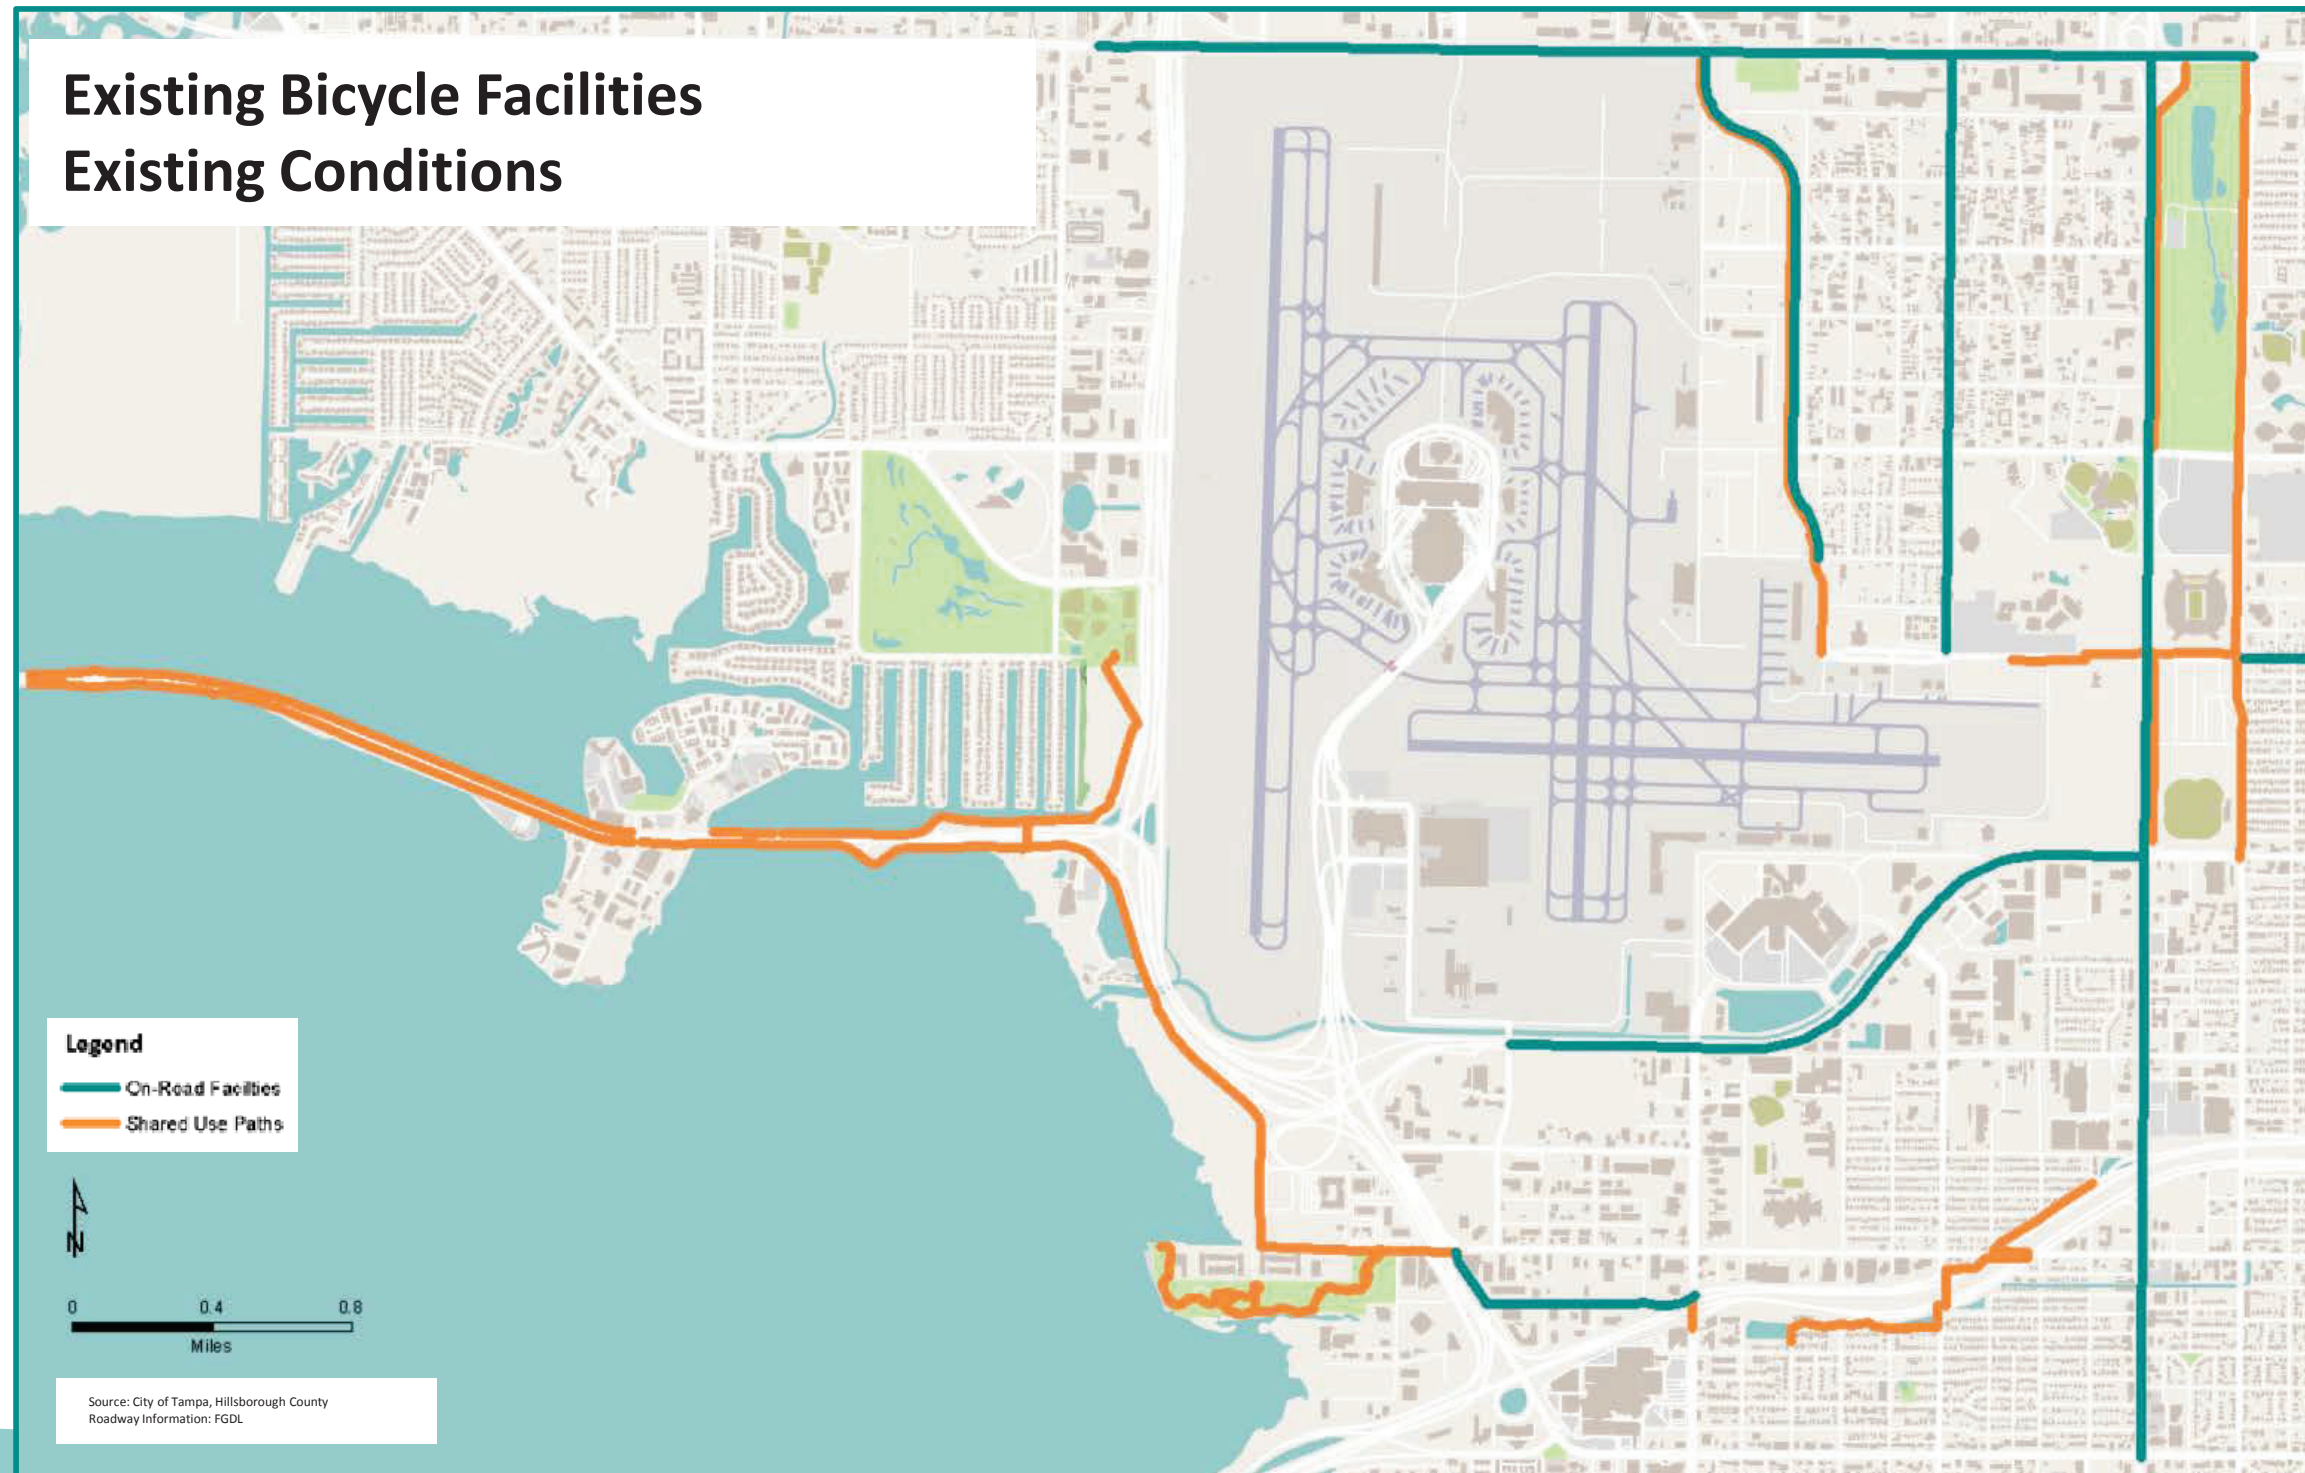 Existing Bicycle Facilities
Existing Conditions
Legend
On-Road Facilties
Shared Use Paths
N
0 0.4 0.8
Miles
Source: City of Tampa, Hillsborough County
Roadway Information: FGDL